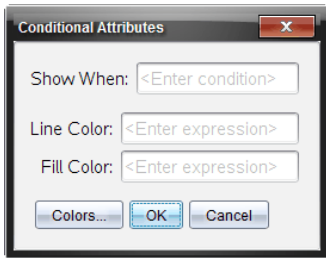 Conditional Attributes
Show When: <Enter condition>
Line Color: <Enter expression>
Fill Color: <Enter expression>
Colors... OK Cancel